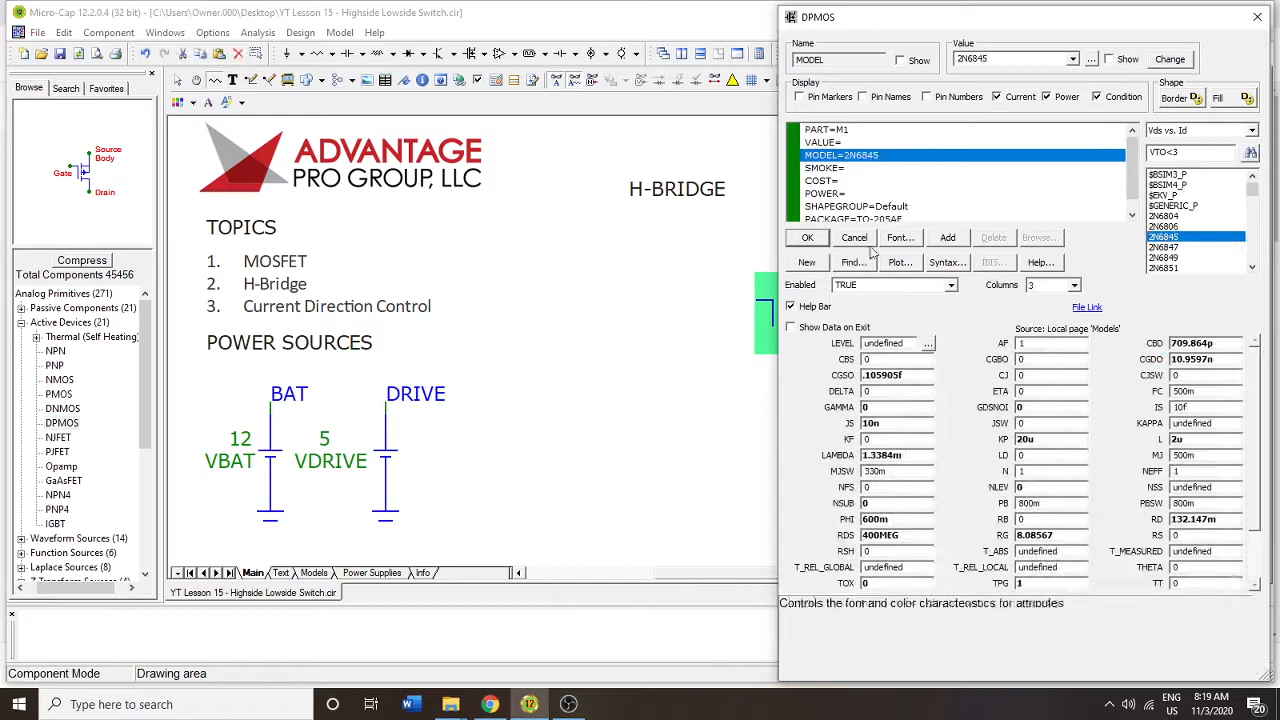 Micro-Cap 12.2.0.4 (32 bit) - [C:\Users\Owner.000\Desktop\YT Lesson 15 - Highside Lowside Switch.cir]
File Edit Component Windows Options Analysis Design Model Help
Browse Search Favorites
Source
Body
Gate
Drain
Compress
Total Components 45456
Analog Primitives (271)
Passive Components (21)
Active Devices (21)
Thermal (Self Heating)
NPN
PNP
NMOS
PMOS
DNMOS
DPMOS
NJFET
PJFET
Opamp
GaAsFET
NPN4
PNP4
IGBT
Waveform Sources (14)
Function Sources (6)
Laplace Sources (8)
ADVANTAGE
PRO GROUP, LLC
H-BRIDGE
TOPICS
1. MOSFET
2. H-Bridge
3. Current Direction Control
POWER SOURCES
BAT DRIVE
12 5
VBAT VDRIVE
Main Text Models Power Supplies Info
YT Lesson 15 - Highside Lowside Switch.cir
Component Mode Drawing area
DPMOS
Name Value
MODEL Show 2N6845 ... Show Change
Display Shape
Pin Markers Pin Names Pin Numbers Current Power Condition Border Fill
PART=M1
VALUE=
MODEL=2N6845
SMOKE=
COST=
POWER=
SHAPEGROUP=Default
PACKAGE=TO-205AF
Vds vs. Id
VTO<3
$BSIM3_P
$BSIM4_P
$EKV_P
$GENERIC_P
2N6804
2N6806
2N6845
2N6847
2N6849
2N6851
OK Cancel Font... Add Delete Browse...
New Find... Plot... Syntax... IBIS... Help...
Enabled TRUE Columns 3
Help Bar File Link
Show Data on Exit Source: Local page 'Models'
LEVEL undefined ... AF 1 CBD 709.864p
CBS 0 CGBO 0 CGDO 10.9597n
CGSO .105905f CJ 0 CJSW 0
DELTA 0 ETA 0 FC 500m
GAMMA 0 GDSNOI 0 IS 10f
JS 10n JSW 0 KAPPA undefined
KF 0 KP 20u L 2u
LAMBDA 1.3384m LD 0 MJ 500m
MJSW 330m N 1 NEFF 1
NFS 0 NLEV 0 NSS undefined
NSUB 0 PB 800m PBSW 800m
PHI 600m RB 0 RD 132.147m
RDS 400MEG RG 8.08567 RS 0
RSH 0 T_ABS undefined T_MEASURED undefined
T_REL_GLOBAL undefined T_REL_LOCAL undefined THETA 0
TOX 0 TPG 1 TT 0
Controls the font and color characteristics for attributes
Type here to search
ENG
US
8:19 AM
11/3/2020
20